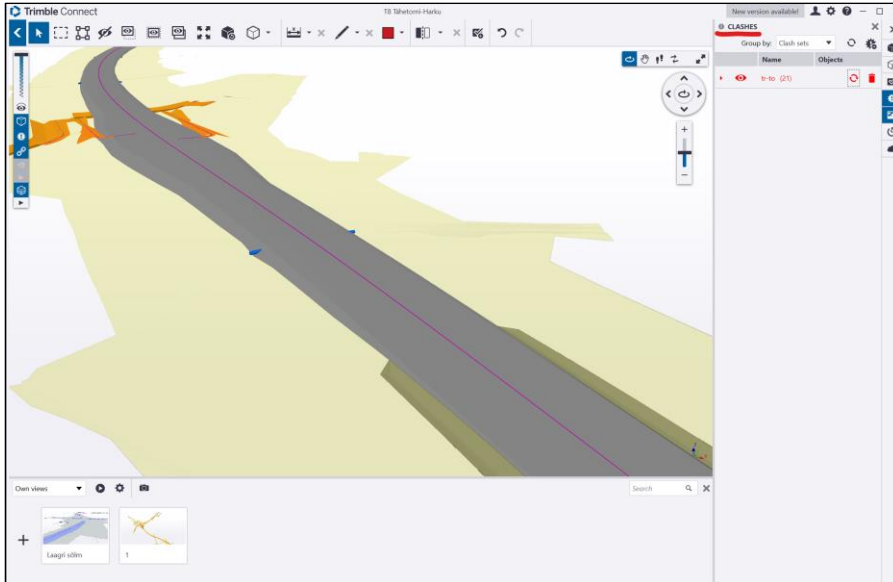 Trimble Connect
T8 Tähetorni-Harku
New version available!
CLASHES
Group by: Clash sets
Name Objects
tr-to (21)
Own views
Search
Laagri sõlm
1